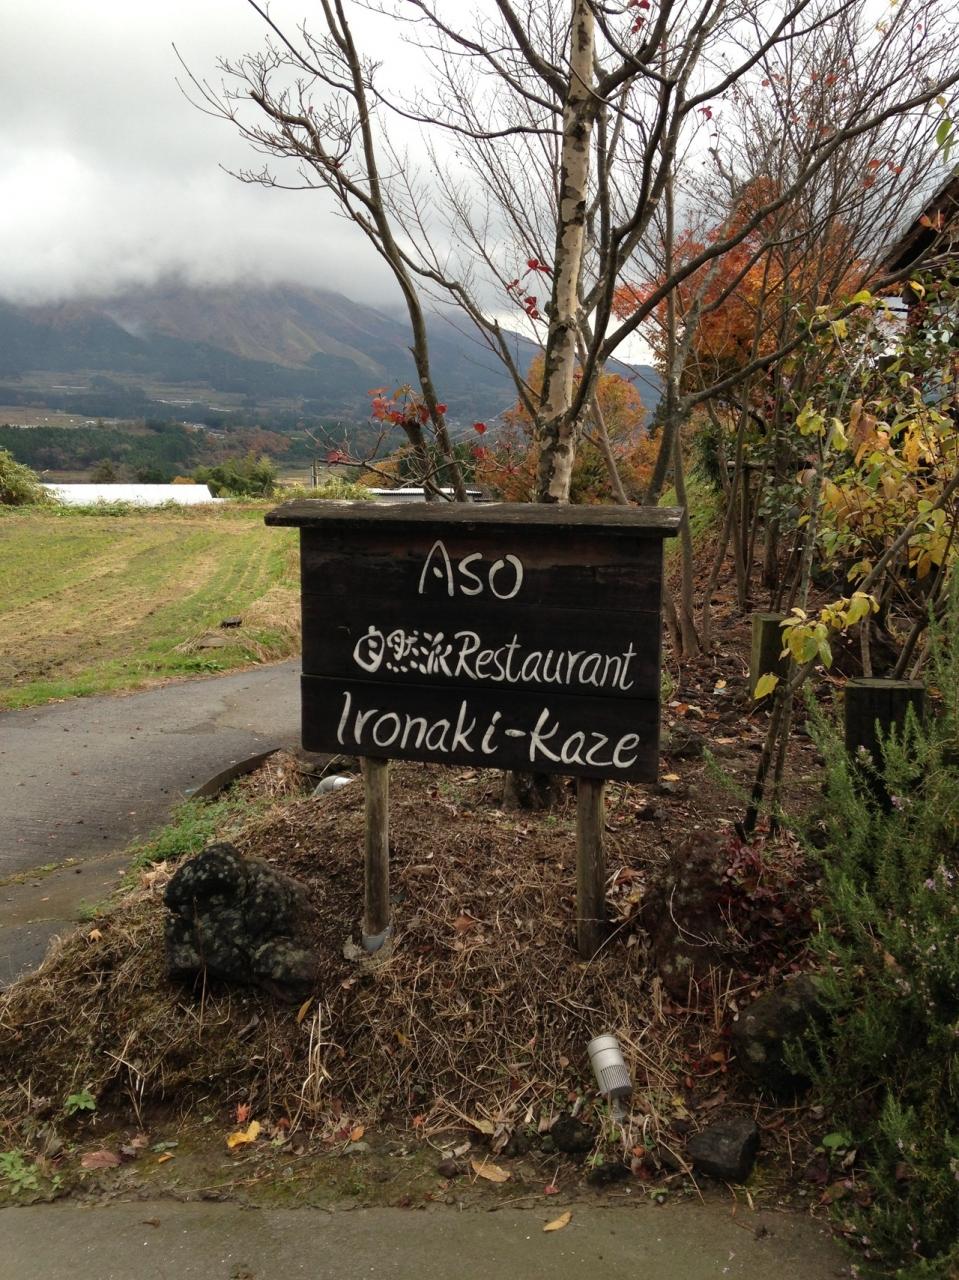 Aso
自然派Restaurant
Ironaki-Kaze